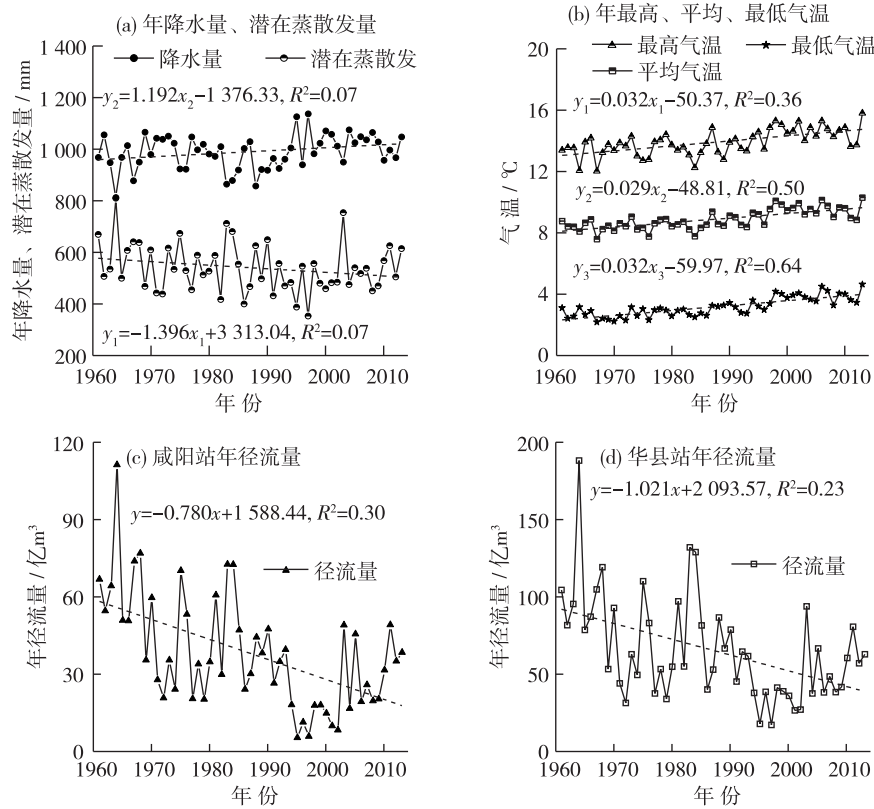 (a) 年降水量、潜在蒸散发量
1 400
1 200
1 000
800
600
400
200
年降水量、潜在蒸散发量 / mm
降水量
潜在蒸散发
y₂=1.192x₂−1 376.33, R²=0.07
y₁=−1.396x₁+3 313.04, R²=0.07
1960 1970 1980 1990 2000 2010
年 份
(b) 年最高、平均、最低气温
20
16
12
8
4
0
气 温 / ℃
最高气温
最低气温
平均气温
y₁=0.032x₁−50.37, R²=0.36
y₂=0.029x₂−48.81, R²=0.50
y₃=0.032x₃−59.97, R²=0.64
1960 1970 1980 1990 2000 2010
年 份
(c) 咸阳站年径流量
120
90
60
30
0
年径流量 / 亿m³
y=−0.780x+1 588.44, R²=0.30
径流量
1960 1970 1980 1990 2000 2010
年 份
(d) 华县站年径流量
200
150
100
50
0
年径流量 / 亿m³
y=−1.021x+2 093.57, R²=0.23
径流量
1960 1970 1980 1990 2000 2010
年 份